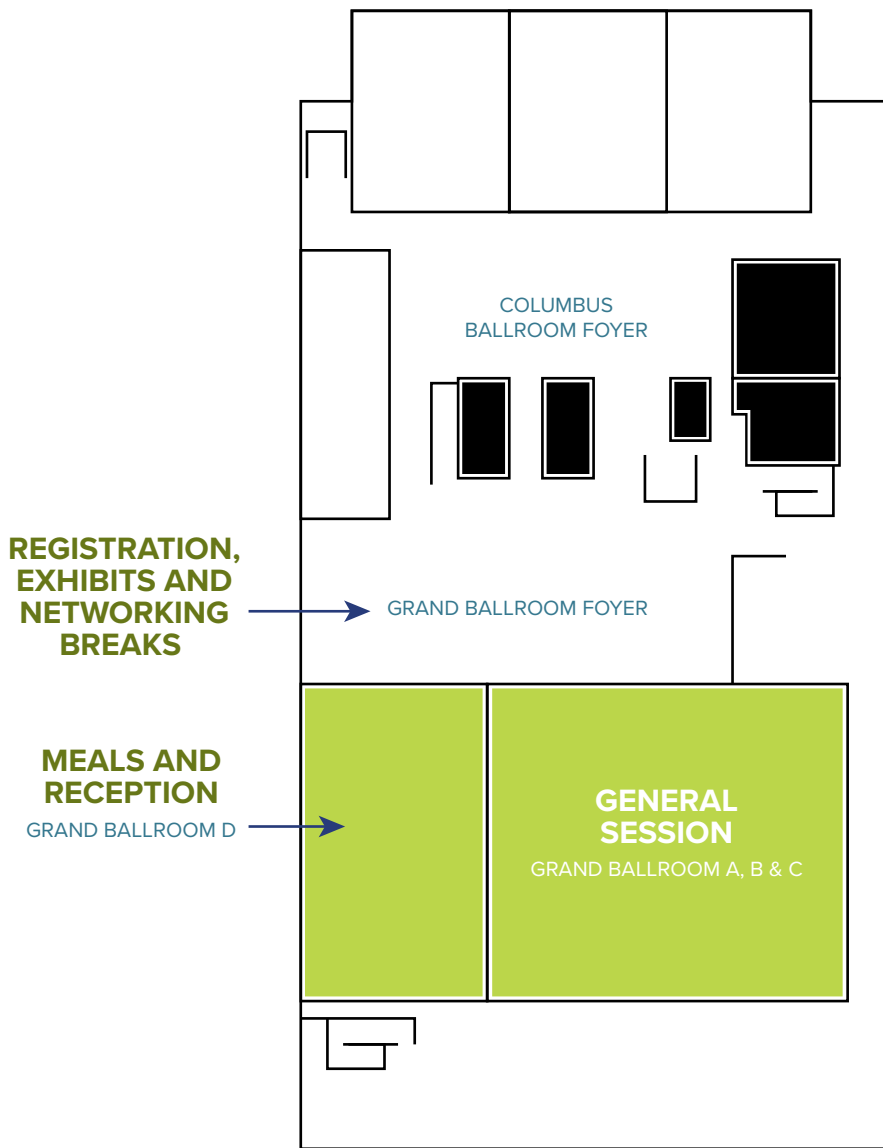 COLUMBUS
BALLROOM FOYER
REGISTRATION,
EXHIBITS AND
NETWORKING
BREAKS
GRAND BALLROOM FOYER
MEALS AND
RECEPTION
GRAND BALLROOM D
GENERAL
SESSION
GRAND BALLROOM A, B & C